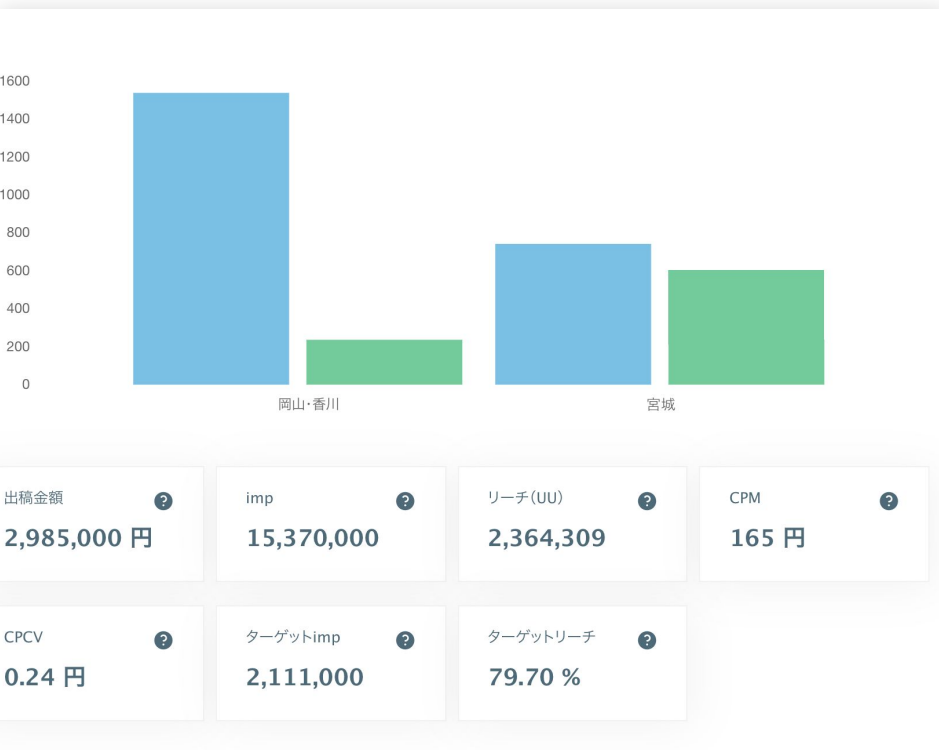 1600
1400
1200
1000
800
600
400
200
0
岡山・香川
宮城
出稿金額 ?
2,985,000 円
imp ?
15,370,000
リーチ(UU) ?
2,364,309
CPM ?
165 円
CPCV ?
0.24 円
ターゲットimp ?
2,111,000
ターゲットリーチ ?
79.70 %